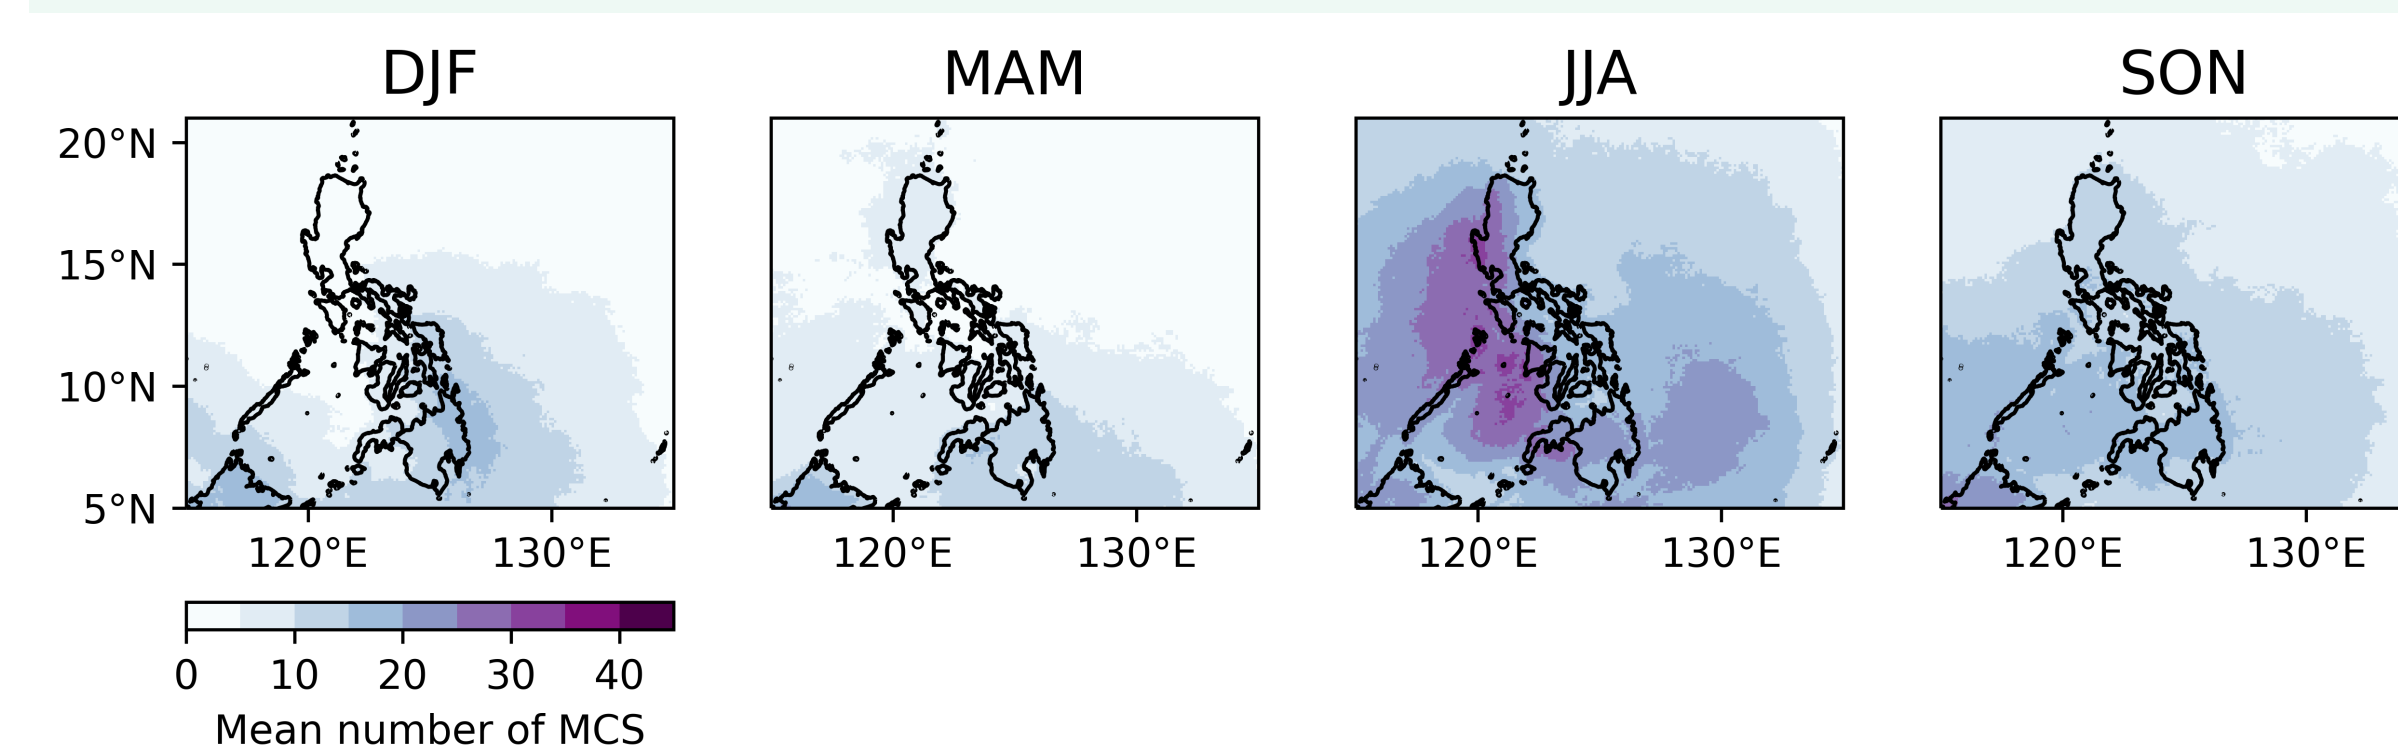 DJF MAM JJA SON
20°N
15°N
10°N
5°N
120°E 130°E 120°E 130°E 120°E 130°E 120°E 130°E
0 10 20 30 40
Mean number of MCS